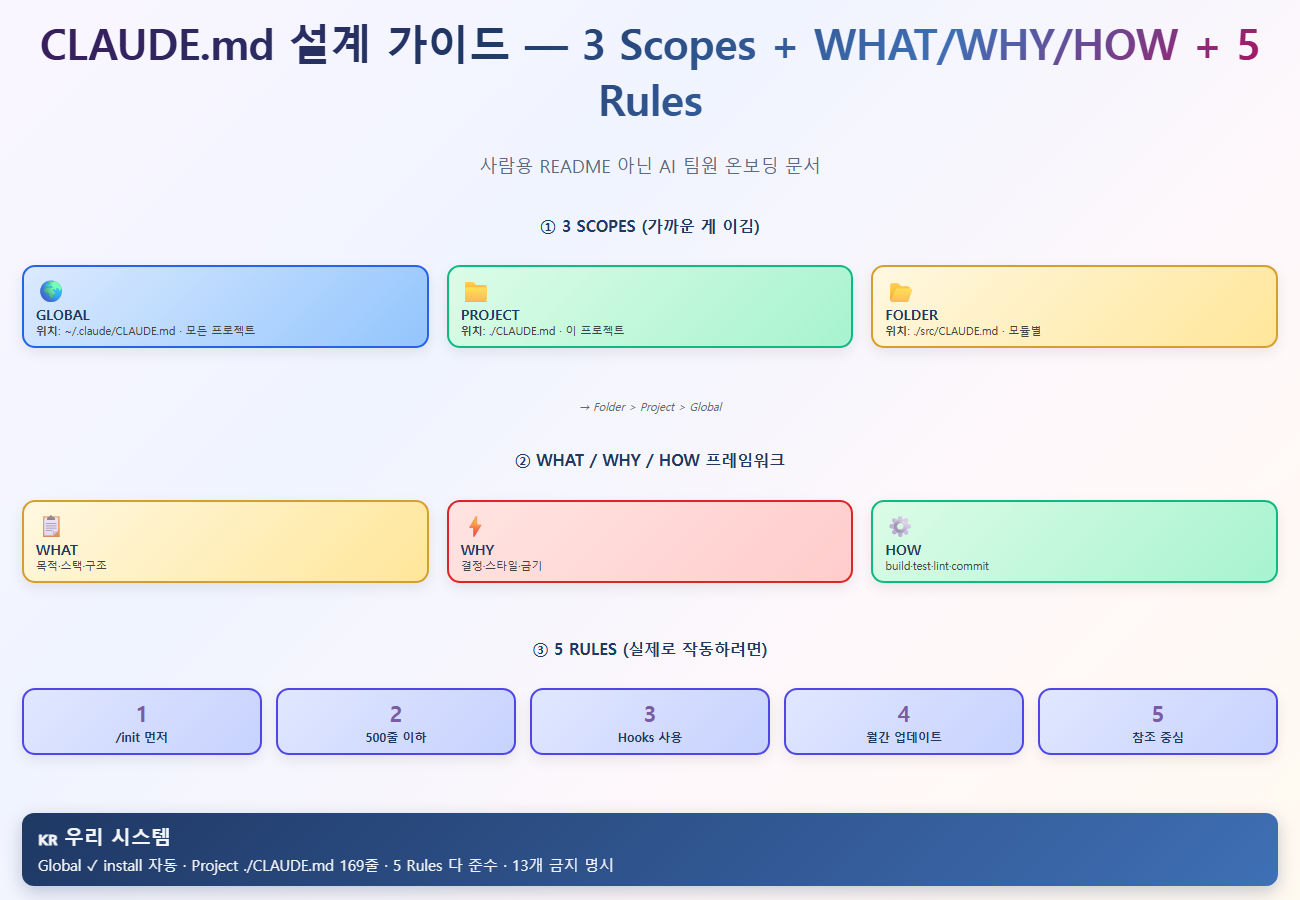 CLAUDE.md 설계 가이드 — 3 Scopes + WHAT/WHY/HOW + 5
Rules
사람용 README 아닌 AI 팀원 온보딩 문서
① 3 SCOPES (가까운 게 이김)
GLOBAL
위치: ~/.claude/CLAUDE.md · 모든 프로젝트
PROJECT
위치: ./CLAUDE.md · 이 프로젝트
FOLDER
위치: ./src/CLAUDE.md · 모듈별
→ Folder > Project > Global
② WHAT / WHY / HOW 프레임워크
WHAT
목적·스택·구조
WHY
결정·스타일·금기
HOW
build·test·lint·commit
③ 5 RULES (실제로 작동하려면)
1
/init 먼저
2
500줄 이하
3
Hooks 사용
4
월간 업데이트
5
참조 중심
KR 우리 시스템
Global ✓ install 자동 · Project ./CLAUDE.md 169줄 · 5 Rules 다 준수 · 13개 금지 명시